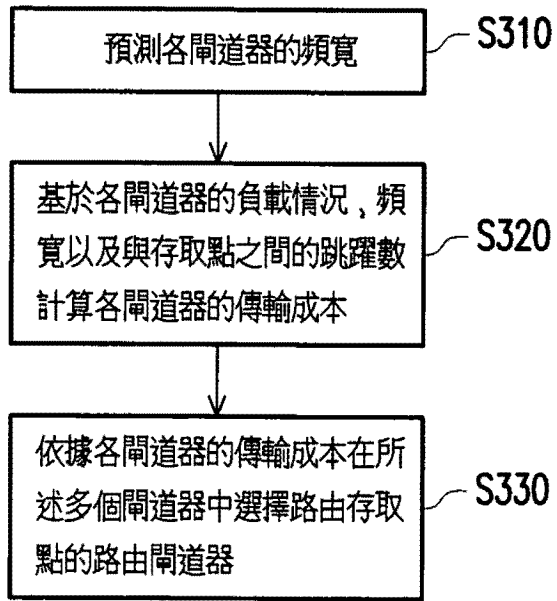 預測各閘道器的頻寬
S310
基於各閘道器的負載情況、頻
寬以及與存取點之間的跳躍數
計算各閘道器的傳輸成本
S320
依據各閘道器的傳輸成本在所
述多個閘道器中選擇路由存取
點的路由閘道器
S330